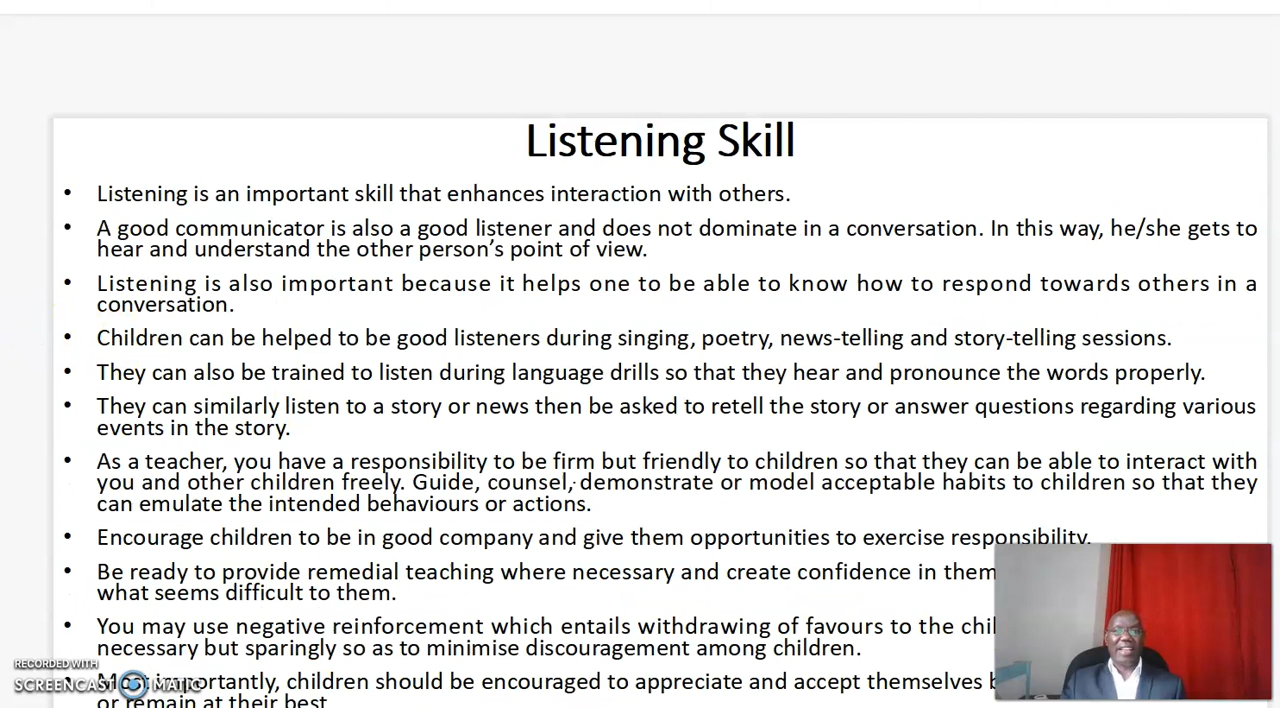 Listening Skill
• Listening is an important skill that enhances interaction with others.
• A good communicator is also a good listener and does not dominate in a conversation. In this way, he/she gets to
hear and understand the other person's point of view.
• Listening is also important because it helps one to be able to know how to respond towards others in a
conversation.
• Children can be helped to be good listeners during singing, poetry, news-telling and story-telling sessions.
• They can also be trained to listen during language drills so that they hear and pronounce the words properly.
• They can similarly listen to a story or news then be asked to retell the story or answer questions regarding various
events in the story.
• As a teacher, you have a responsibility to be firm but friendly to children so that they can be able to interact with
you and other children freely. Guide, counsel, demonstrate or model acceptable habits to children so that they
can emulate the intended behaviours or actions.
• Encourage children to be in good company and give them opportunities to exercise responsibility.
• Be ready to provide remedial teaching where necessary and create confidence in them
what seems difficult to them.
• You may use negative reinforcement which entails withdrawing of favours to the
necessary but sparingly so as to minimise discouragement among children.
RECORDED WITH
SCREENCAST MATIC
• Most importantly, children should be encouraged to appreciate and accept themselves
or remain at their best